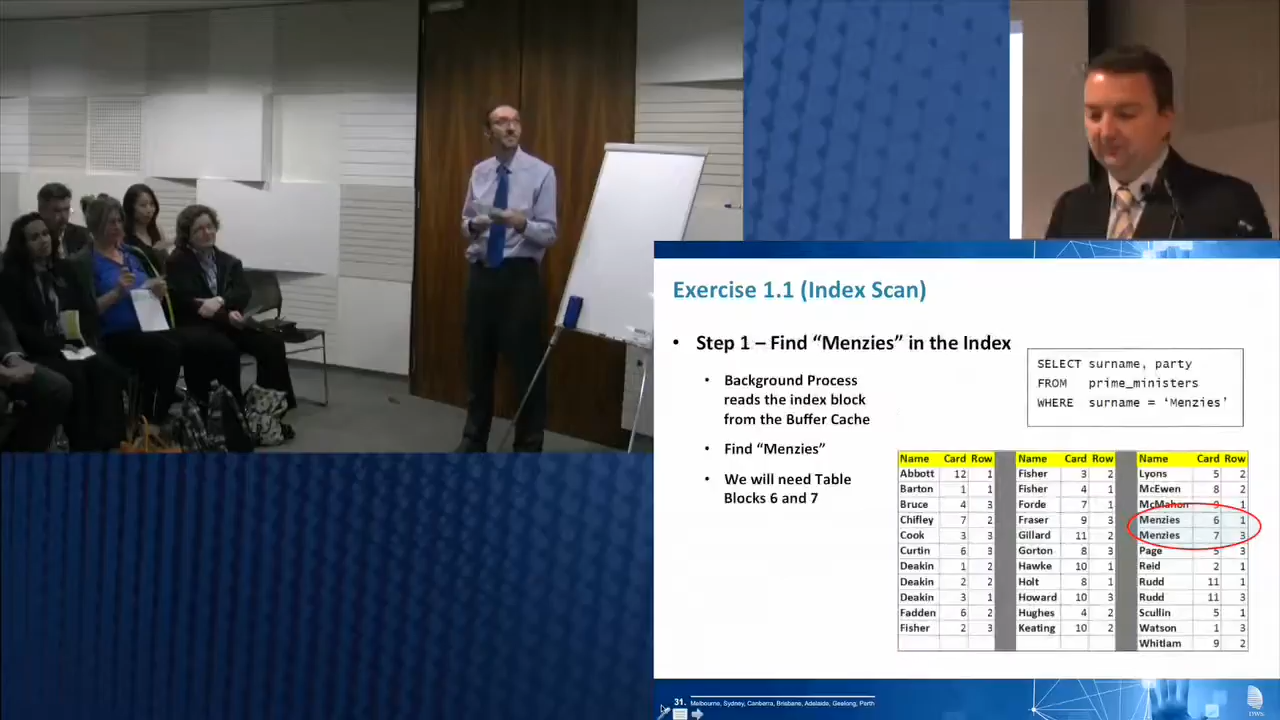 Exercise 1.1 (Index Scan)
• Step 1 – Find “Menzies” in the Index
• Background Process
reads the index block
from the Buffer Cache
• Find “Menzies”
• We will need Table
Blocks 6 and 7
SELECT surname, party
FROM prime_ministers
WHERE surname = ‘Menzies’
Name Card Row
Abbott 12 1
Barton 1 1
Bruce 4 3
Chifley 7 2
Cook 3 3
Curtin 6 3
Deakin 1 2
Deakin 2 2
Deakin 3 1
Fadden 6 2
Fisher 2 3
Name Card Row
Fisher 3 2
Fisher 4 1
Forde 7 1
Fraser 9 3
Gillard 11 2
Gorton 8 3
Hawke 10 1
Holt 8 1
Howard 10 3
Hughes 4 2
Keating 10 2
Name Card Row
Lyons 5 2
McEwen 8 2
McMahon 9 1
Menzies 6 1
Menzies 7 3
Page 5 3
Reid 2 1
Rudd 11 1
Rudd 11 3
Scullin 5 1
Watson 1 3
Whitlam 9 2
31. Melbourne, Sydney, Canberra, Brisbane, Adelaide, Geelong, Perth